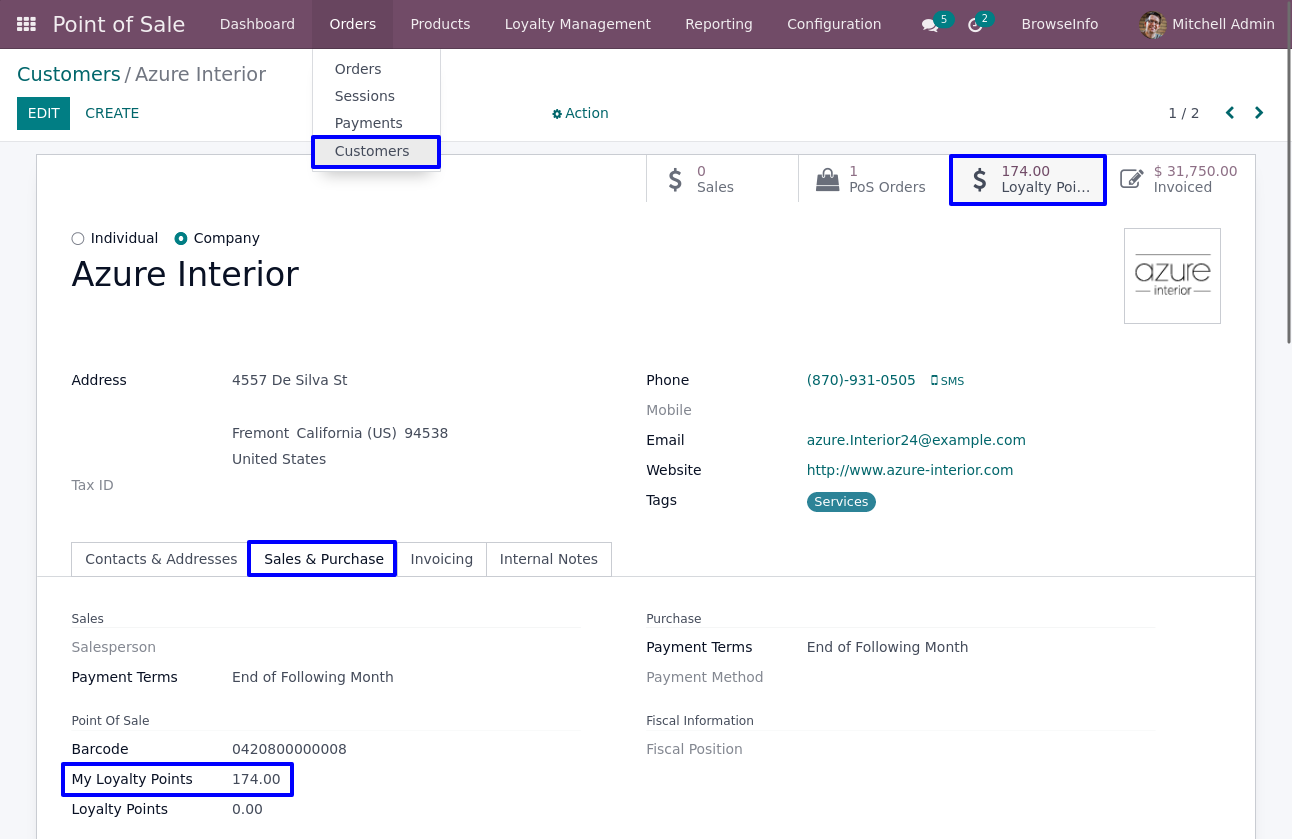 Point of Sale Dashboard Orders Products Loyalty Management Reporting Configuration 5 2 BrowseInfo Mitchell Admin
Customers / Azure Interior
Orders
Sessions
Payments
Customers
EDIT CREATE Action 1 / 2
0
Sales
1
PoS Orders
174.00
Loyalty Poi...
$ 31,750.00
Invoiced
Individual Company
Azure Interior
azure
interior
Address 4557 De Silva St
Fremont California (US) 94538
United States
Tax ID
Phone (870)-931-0505 SMS
Mobile
Email azure.Interior24@example.com
Website http://www.azure-interior.com
Tags Services
Contacts & Addresses Sales & Purchase Invoicing Internal Notes
Sales
Salesperson
Payment Terms End of Following Month
Purchase
Payment Terms End of Following Month
Payment Method
Point Of Sale
Barcode 0420800000008
My Loyalty Points 174.00
Loyalty Points 0.00
Fiscal Information
Fiscal Position